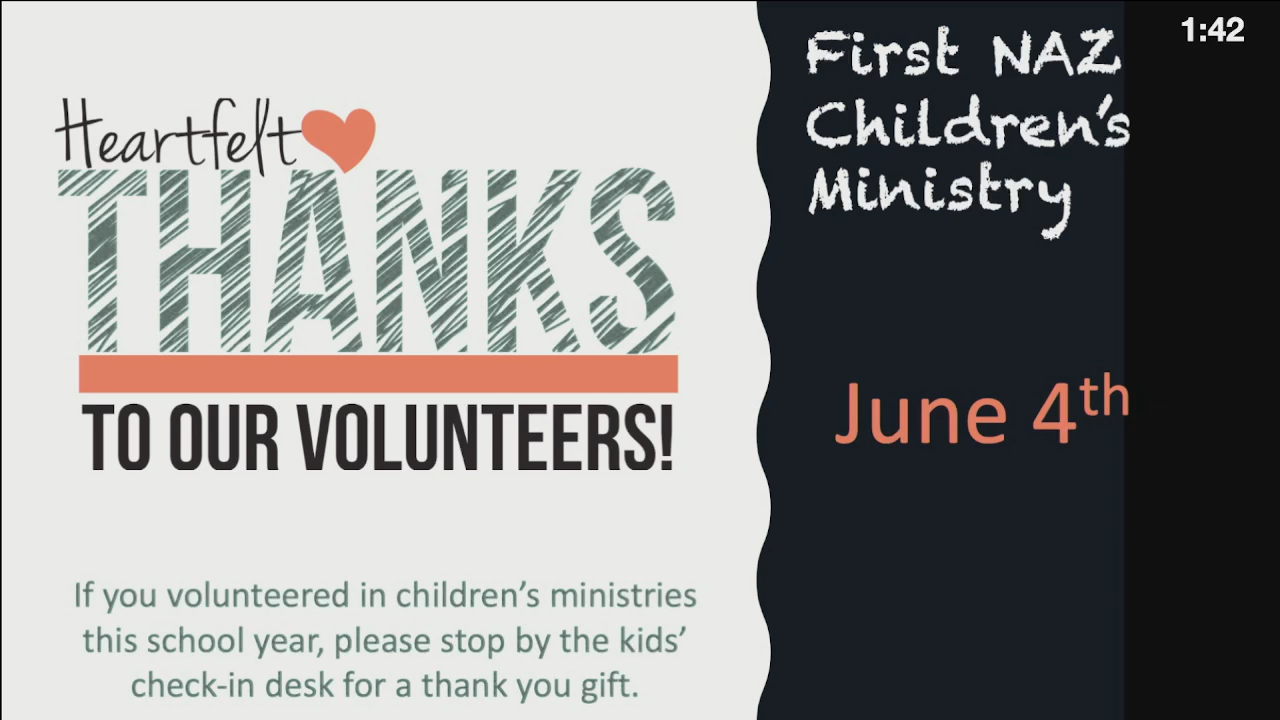 Heartfelt
THANKS
TO OUR VOLUNTEERS!
If you volunteered in children’s ministries
this school year, please stop by the kids’
check-in desk for a thank you gift.
First NAZ
Children’s
Ministry
June 4th
1:42